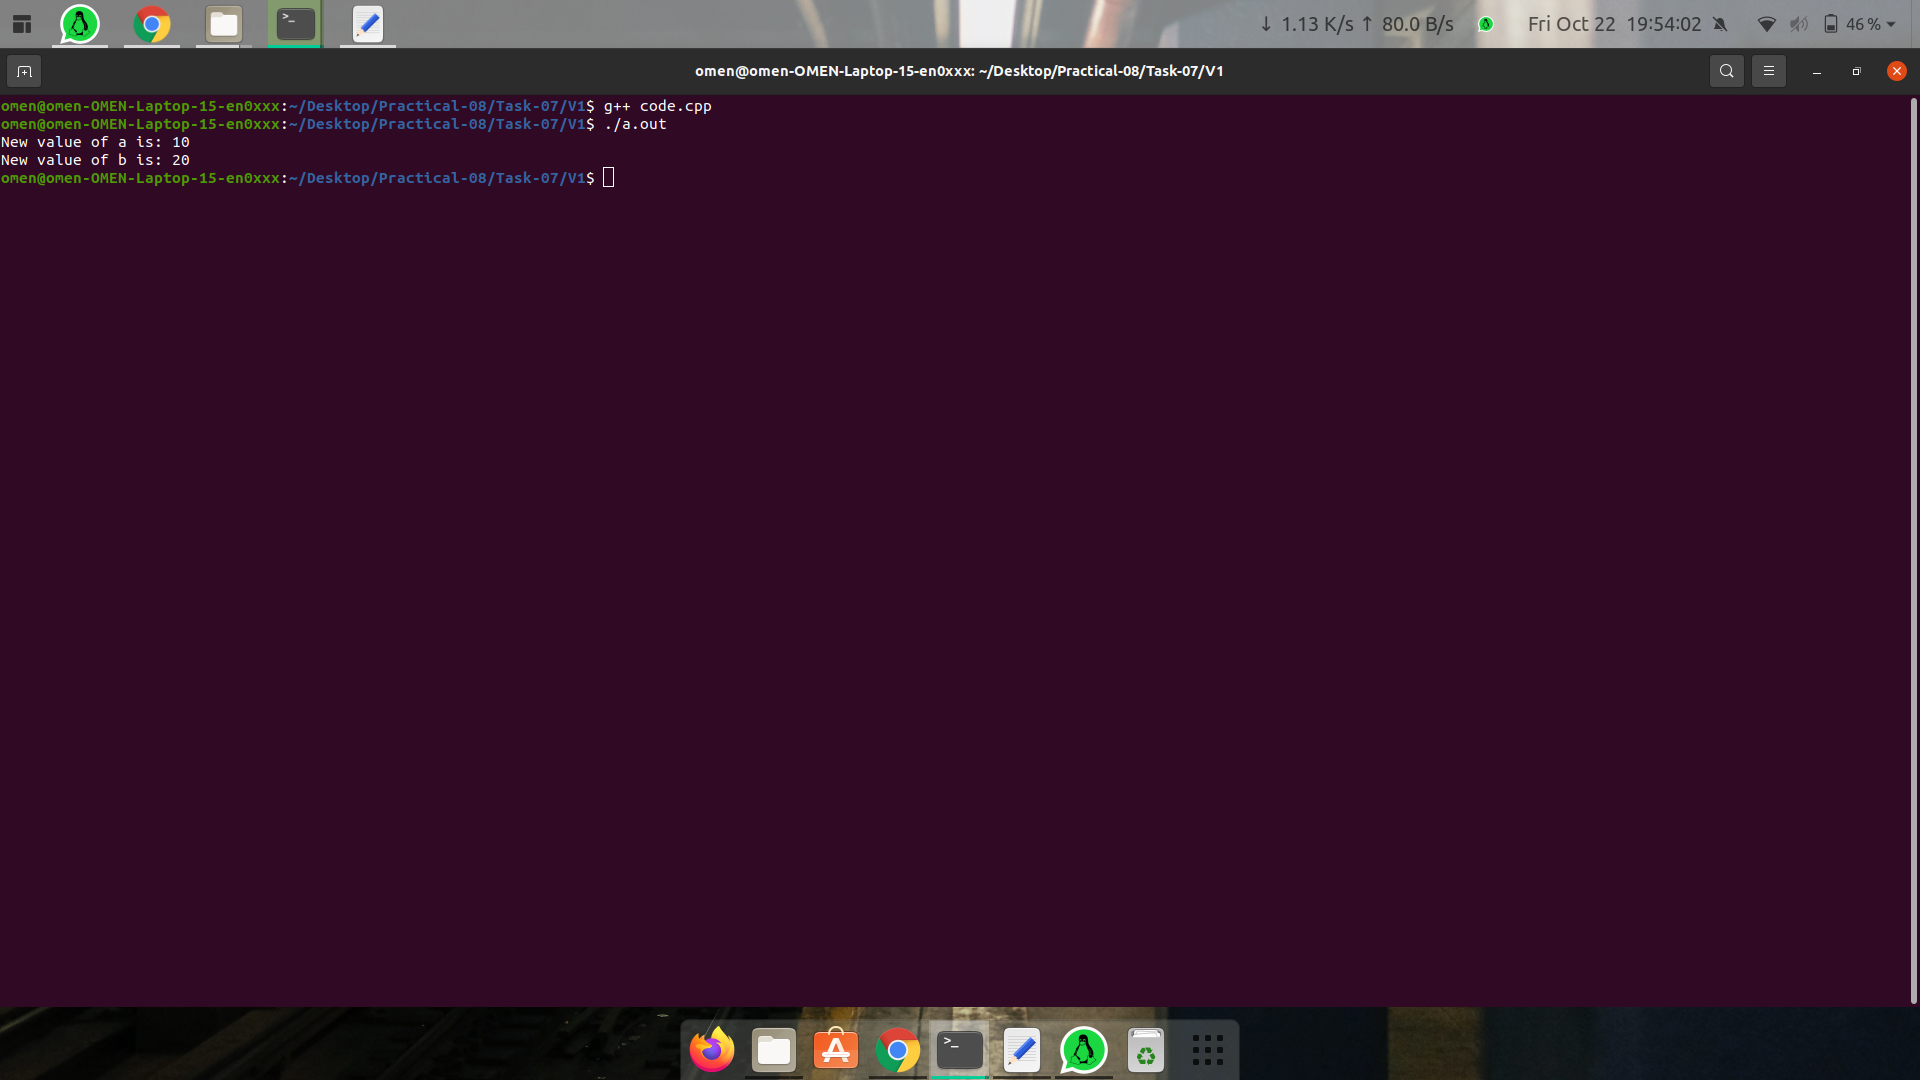 ↓ 1.13 K/s ↑ 80.0 B/s Fri Oct 22 19:54:02 46 %
omen@omen-OMEN-Laptop-15-en0xxx: ~/Desktop/Practical-08/Task-07/V1
omen@omen-OMEN-Laptop-15-en0xxx:~/Desktop/Practical-08/Task-07/V1$ g++ code.cpp
omen@omen-OMEN-Laptop-15-en0xxx:~/Desktop/Practical-08/Task-07/V1$ ./a.out
New value of a is: 10
New value of b is: 20
omen@omen-OMEN-Laptop-15-en0xxx:~/Desktop/Practical-08/Task-07/V1$